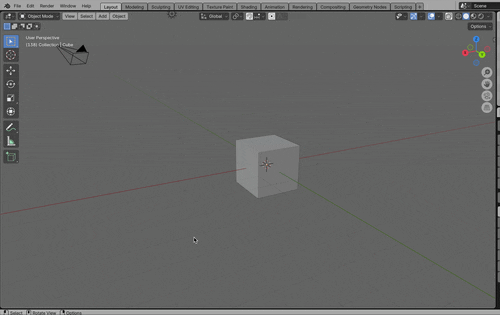 File Edit Render Window Help Layout Modeling Sculpting UV Editing Texture Paint Shading Animation Rendering Compositing Geometry Nodes Scripting + Scene
Object Mode View Select Add Object Global
Options
User Perspective
(118) Collection | Cube
Select Rotate View Options